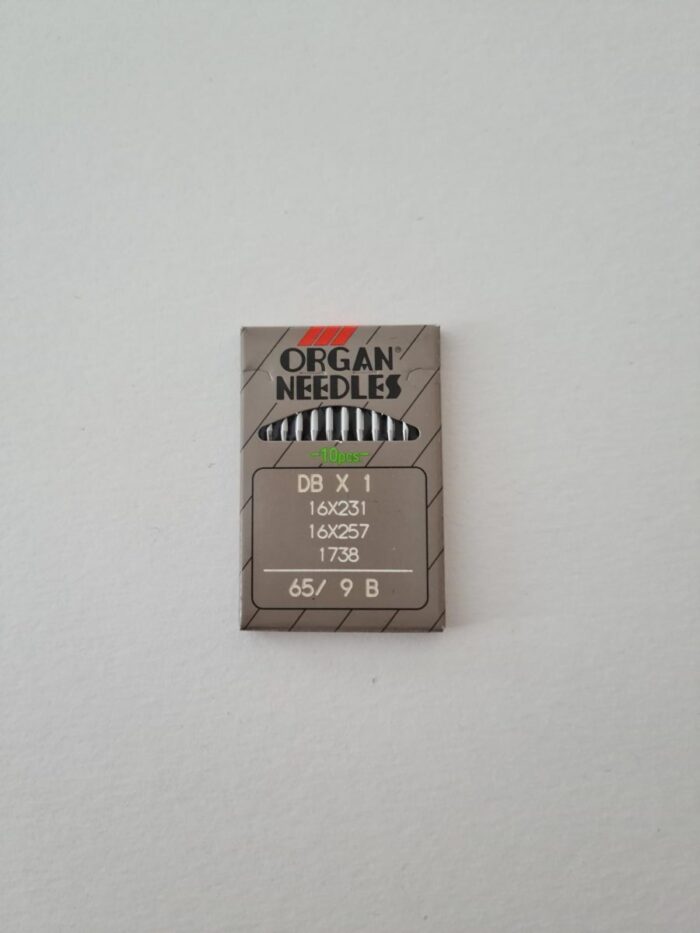 ORGAN®
NEEDLES
-10pcs-
DB X 1
16X231
16X257
1738
65/ 9 B